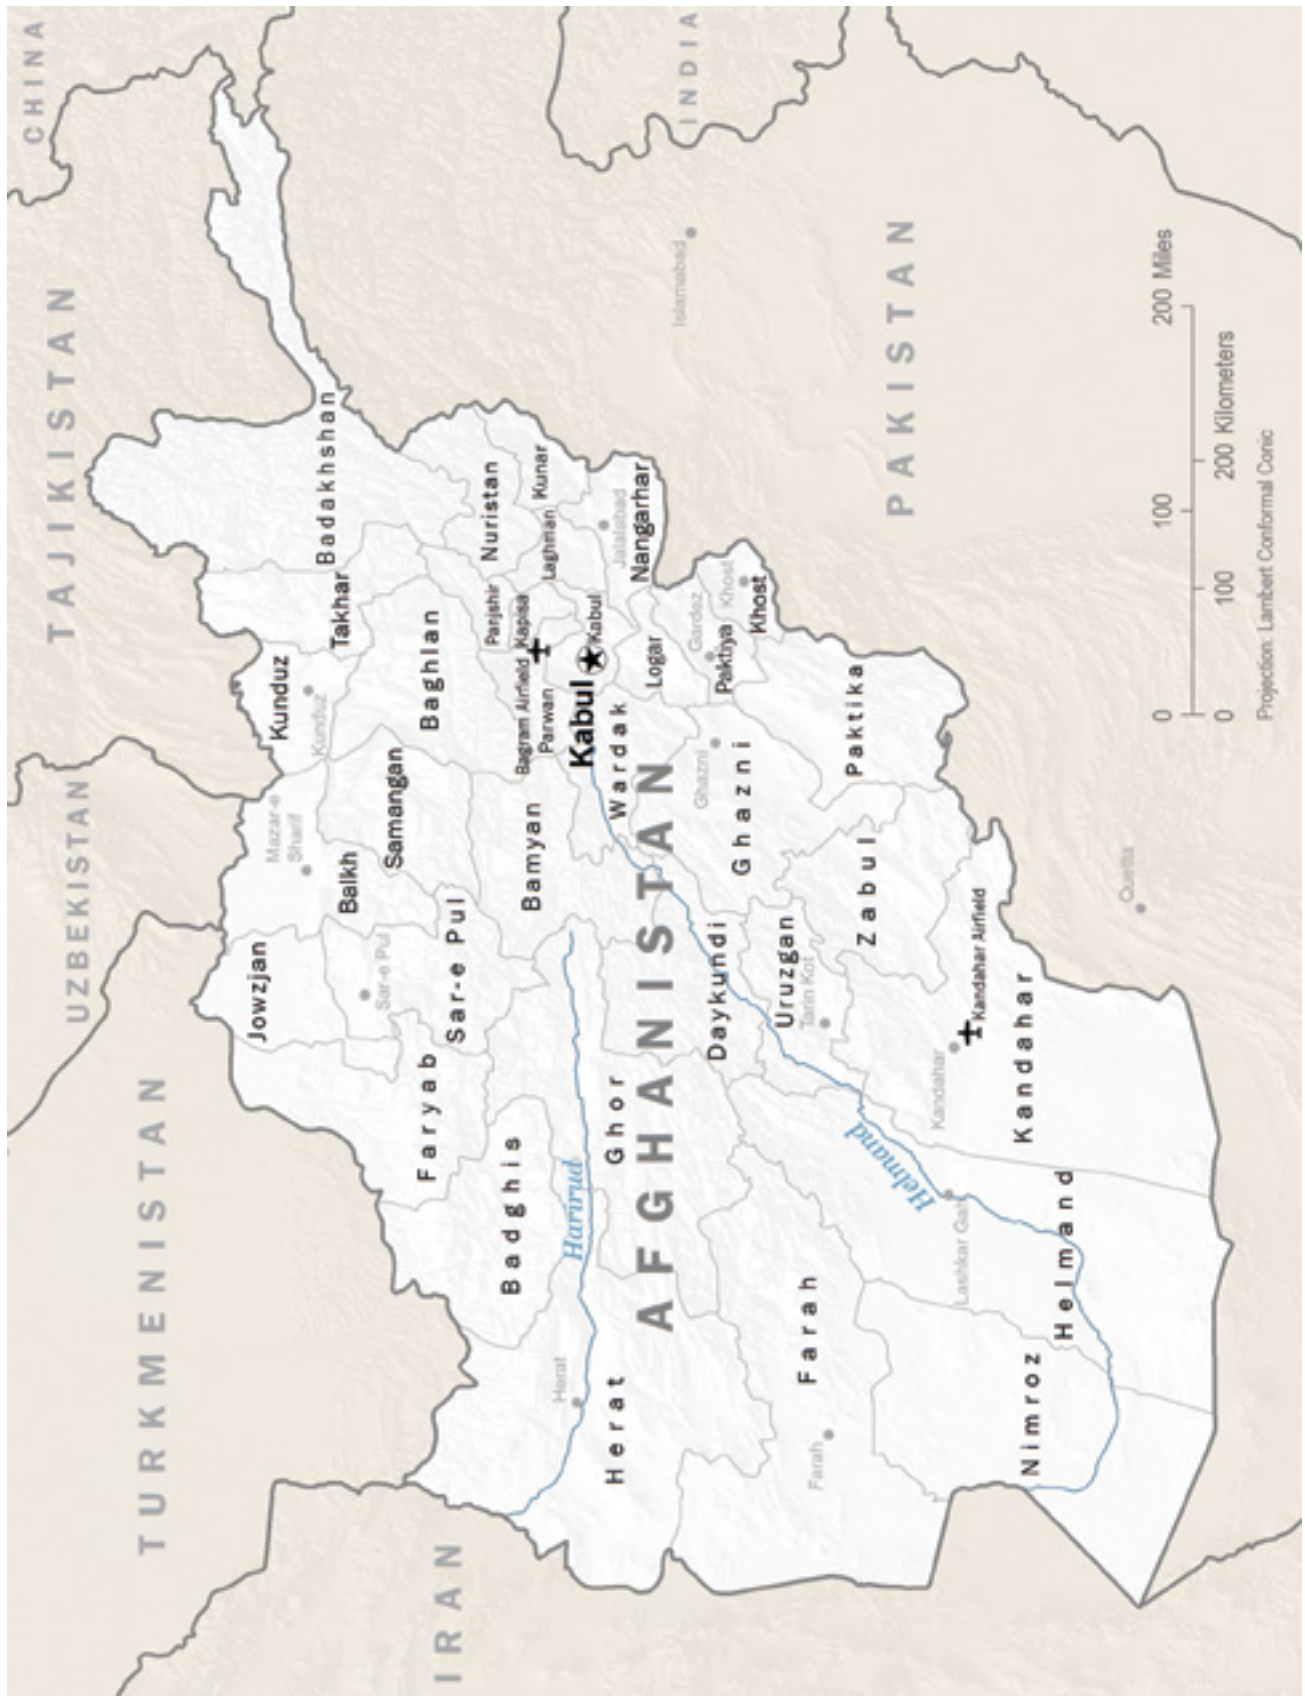 CHINA
TAJIKISTAN
UZBEKISTAN
TURKMENISTAN
IRAN
INDIA
PAKISTAN
AFGHANISTAN
Badakhshan
Takhar
Kunduz
Kunduz
Mazar-e
Sharif
Balkh
Samangan
Baghlan
Jowzjan
Sar-e Pul
Sar-e Pul
Faryab
Badghis
Nuristan
Kunar
Laghman
Panjshir
Kapisa
Bagram Airfield
Parwan
Kabul
Kabul
Jalalabad
Nangarhar
Bamyan
Wardak
Logar
Gardez
Paktiya
Khost
Khost
Harirud
Ghor
Herat
Herat
Daykundi
Ghazni
Ghazni
Paktika
Uruzgan
Tarin Kot
Zabul
Farah
Farah
Helmand
Kandahar
Kandahar Airfield
Kandahar
Lashkar Gah
Helmand
Nimroz
Islamabad
Quetta
0 100 200 Miles
0 100 200 Kilometers
Projection: Lambert Conformal Conic